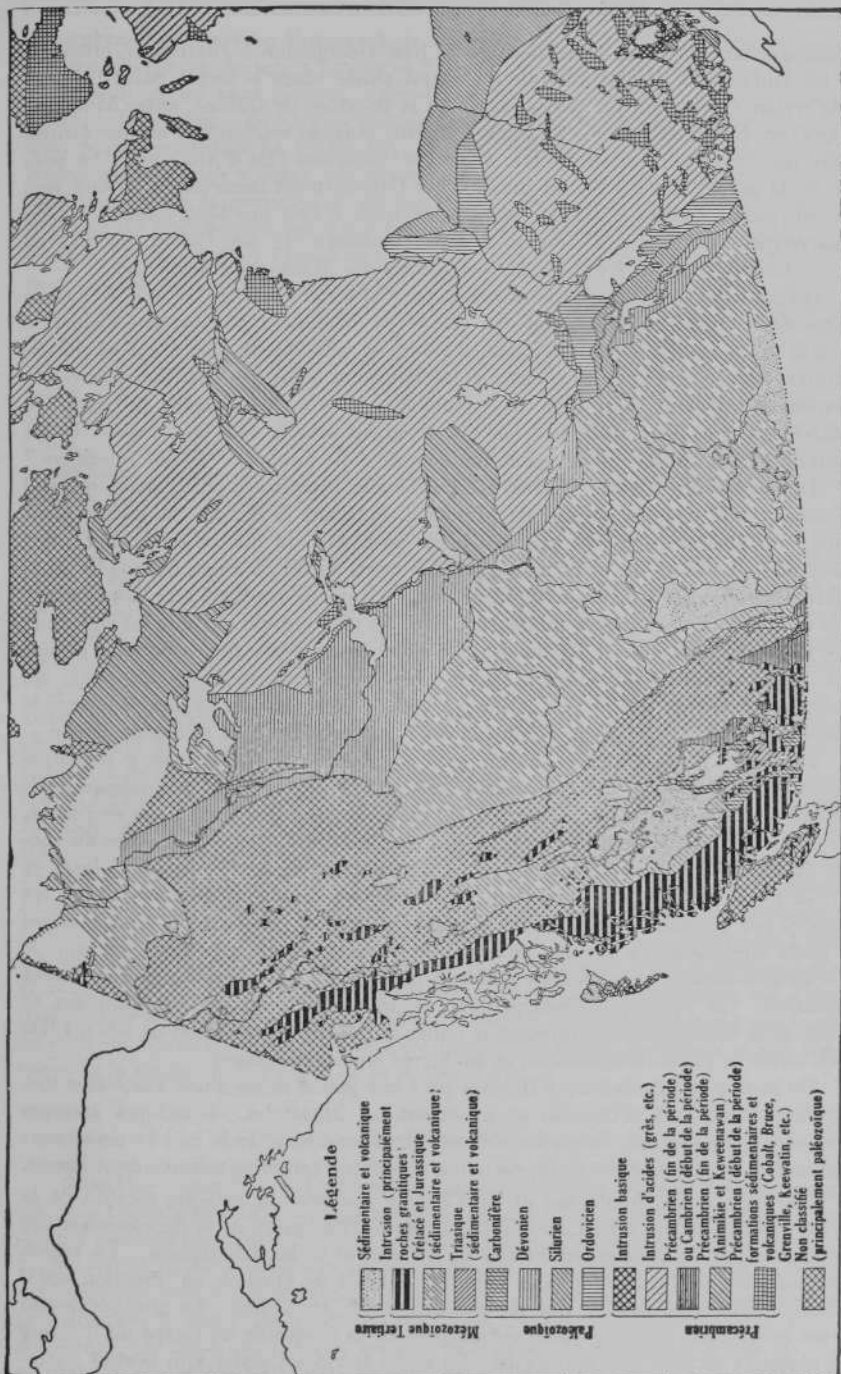 Légende
Tertiaire
Sédimentaire et volcanique
Intrusion (principalement
roches granitiques)
Mézozoïque
Crétacé et Jurassique
(sédimentaire et volcanique)
Triasique
(sédimentaire et volcanique)
Paléozoïque
Carbonifère
Dévonien
Silurien
Ordovicien
Précambrien
Intrusion basique
Intrusion d'acides (grès, etc.)
Précambrien (fin de la période)
ou Cambrien (début de la période)
Précambrien (fin de la période)
(Animikie et Keweenawan)
Précambrien (début de la période)
formations sédimentaires et
volcaniques (Cobalt, Bruce,
Grenville, Keewatin, etc.)
Non classifié
(principalement paléozoïque)